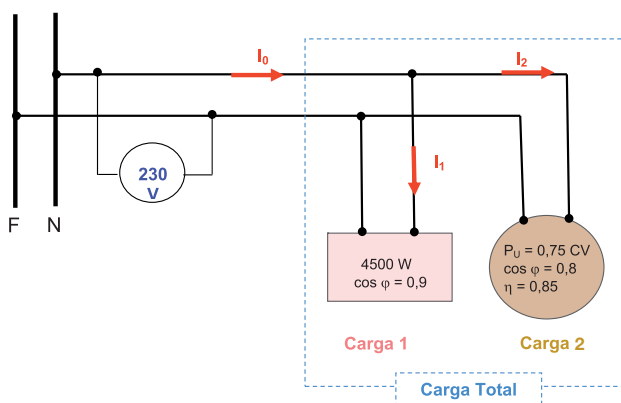 I₀
I₂
230
V
I₁
F
N
4500 W
cos φ = 0,9
Pᵤ = 0,75 CV
cos φ = 0,8
η = 0,85
Carga 1
Carga 2
Carga Total